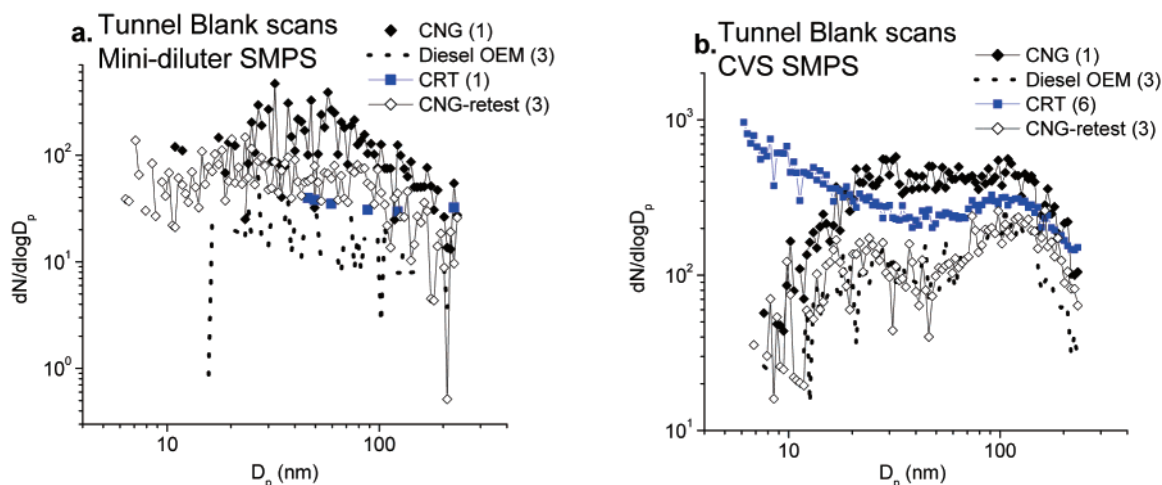 a. Tunnel Blank scans
Mini-diluter SMPS
CNG (1)
Diesel OEM (3)
CRT (1)
CNG-retest (3)
dN/dlogDp
10²
10¹
10⁰
10
100
Dp (nm)
b. Tunnel Blank scans
CVS SMPS
CNG (1)
Diesel OEM (3)
CRT (6)
CNG-retest (3)
dN/dlogDp
10³
10²
10¹
10
100
Dp (nm)